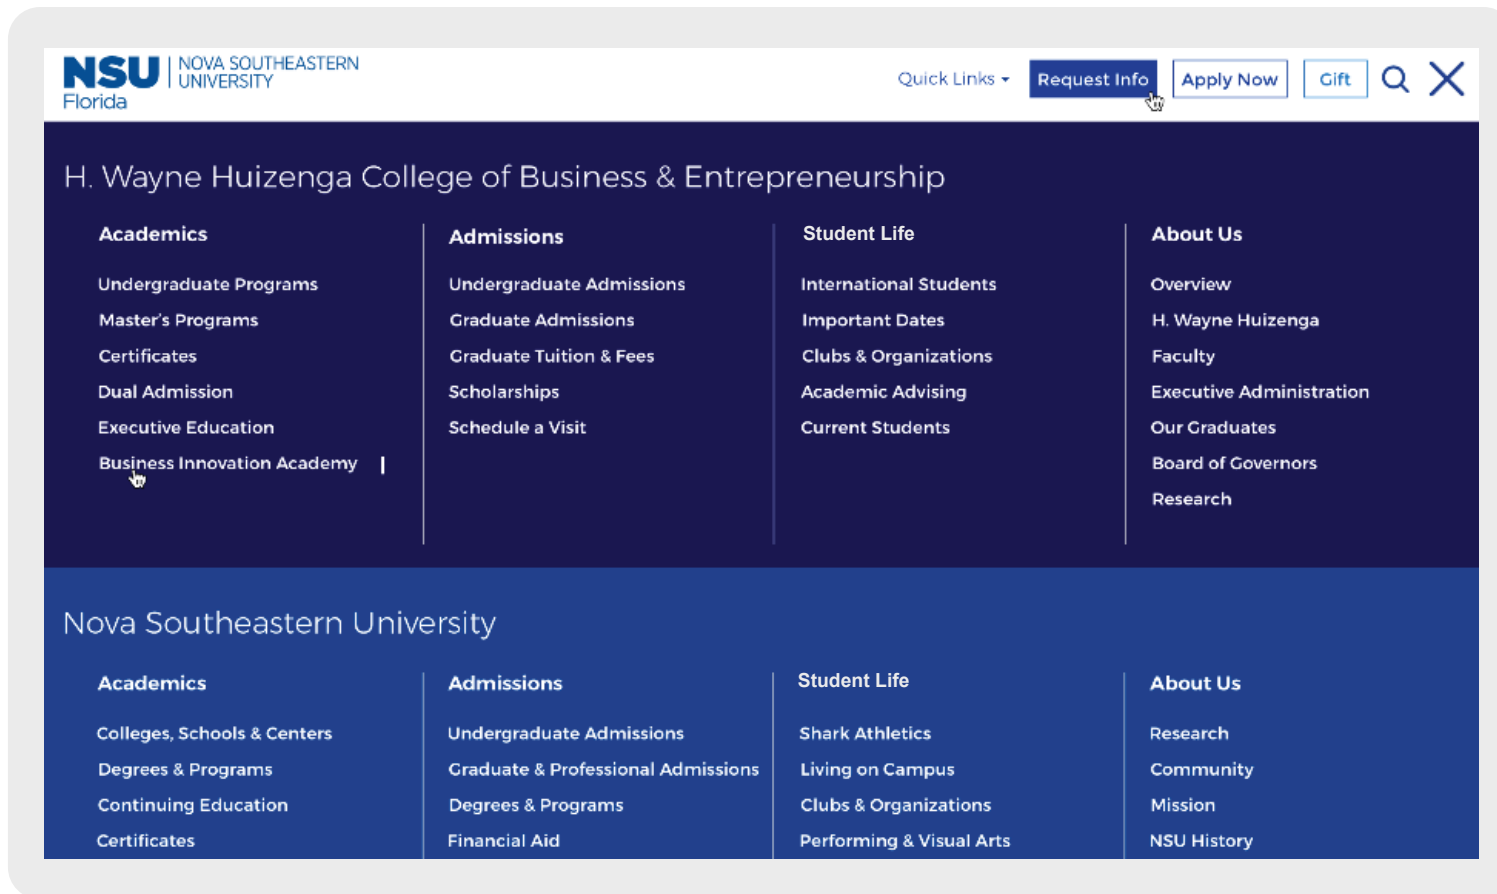 NSU
NOVA SOUTHEASTERN
UNIVERSITY
Florida
Quick Links
Request Info
Apply Now
Gift
H. Wayne Huizenga College of Business & Entrepreneurship
Academics
Undergraduate Programs
Master's Programs
Certificates
Dual Admission
Executive Education
Business Innovation Academy
Admissions
Undergraduate Admissions
Graduate Admissions
Graduate Tuition & Fees
Scholarships
Schedule a Visit
Student Life
International Students
Important Dates
Clubs & Organizations
Academic Advising
Current Students
About Us
Overview
H. Wayne Huizenga
Faculty
Executive Administration
Our Graduates
Board of Governors
Research
Nova Southeastern University
Academics
Colleges, Schools & Centers
Degrees & Programs
Continuing Education
Certificates
Admissions
Undergraduate Admissions
Graduate & Professional Admissions
Degrees & Programs
Financial Aid
Student Life
Shark Athletics
Living on Campus
Clubs & Organizations
Performing & Visual Arts
About Us
Research
Community
Mission
NSU History